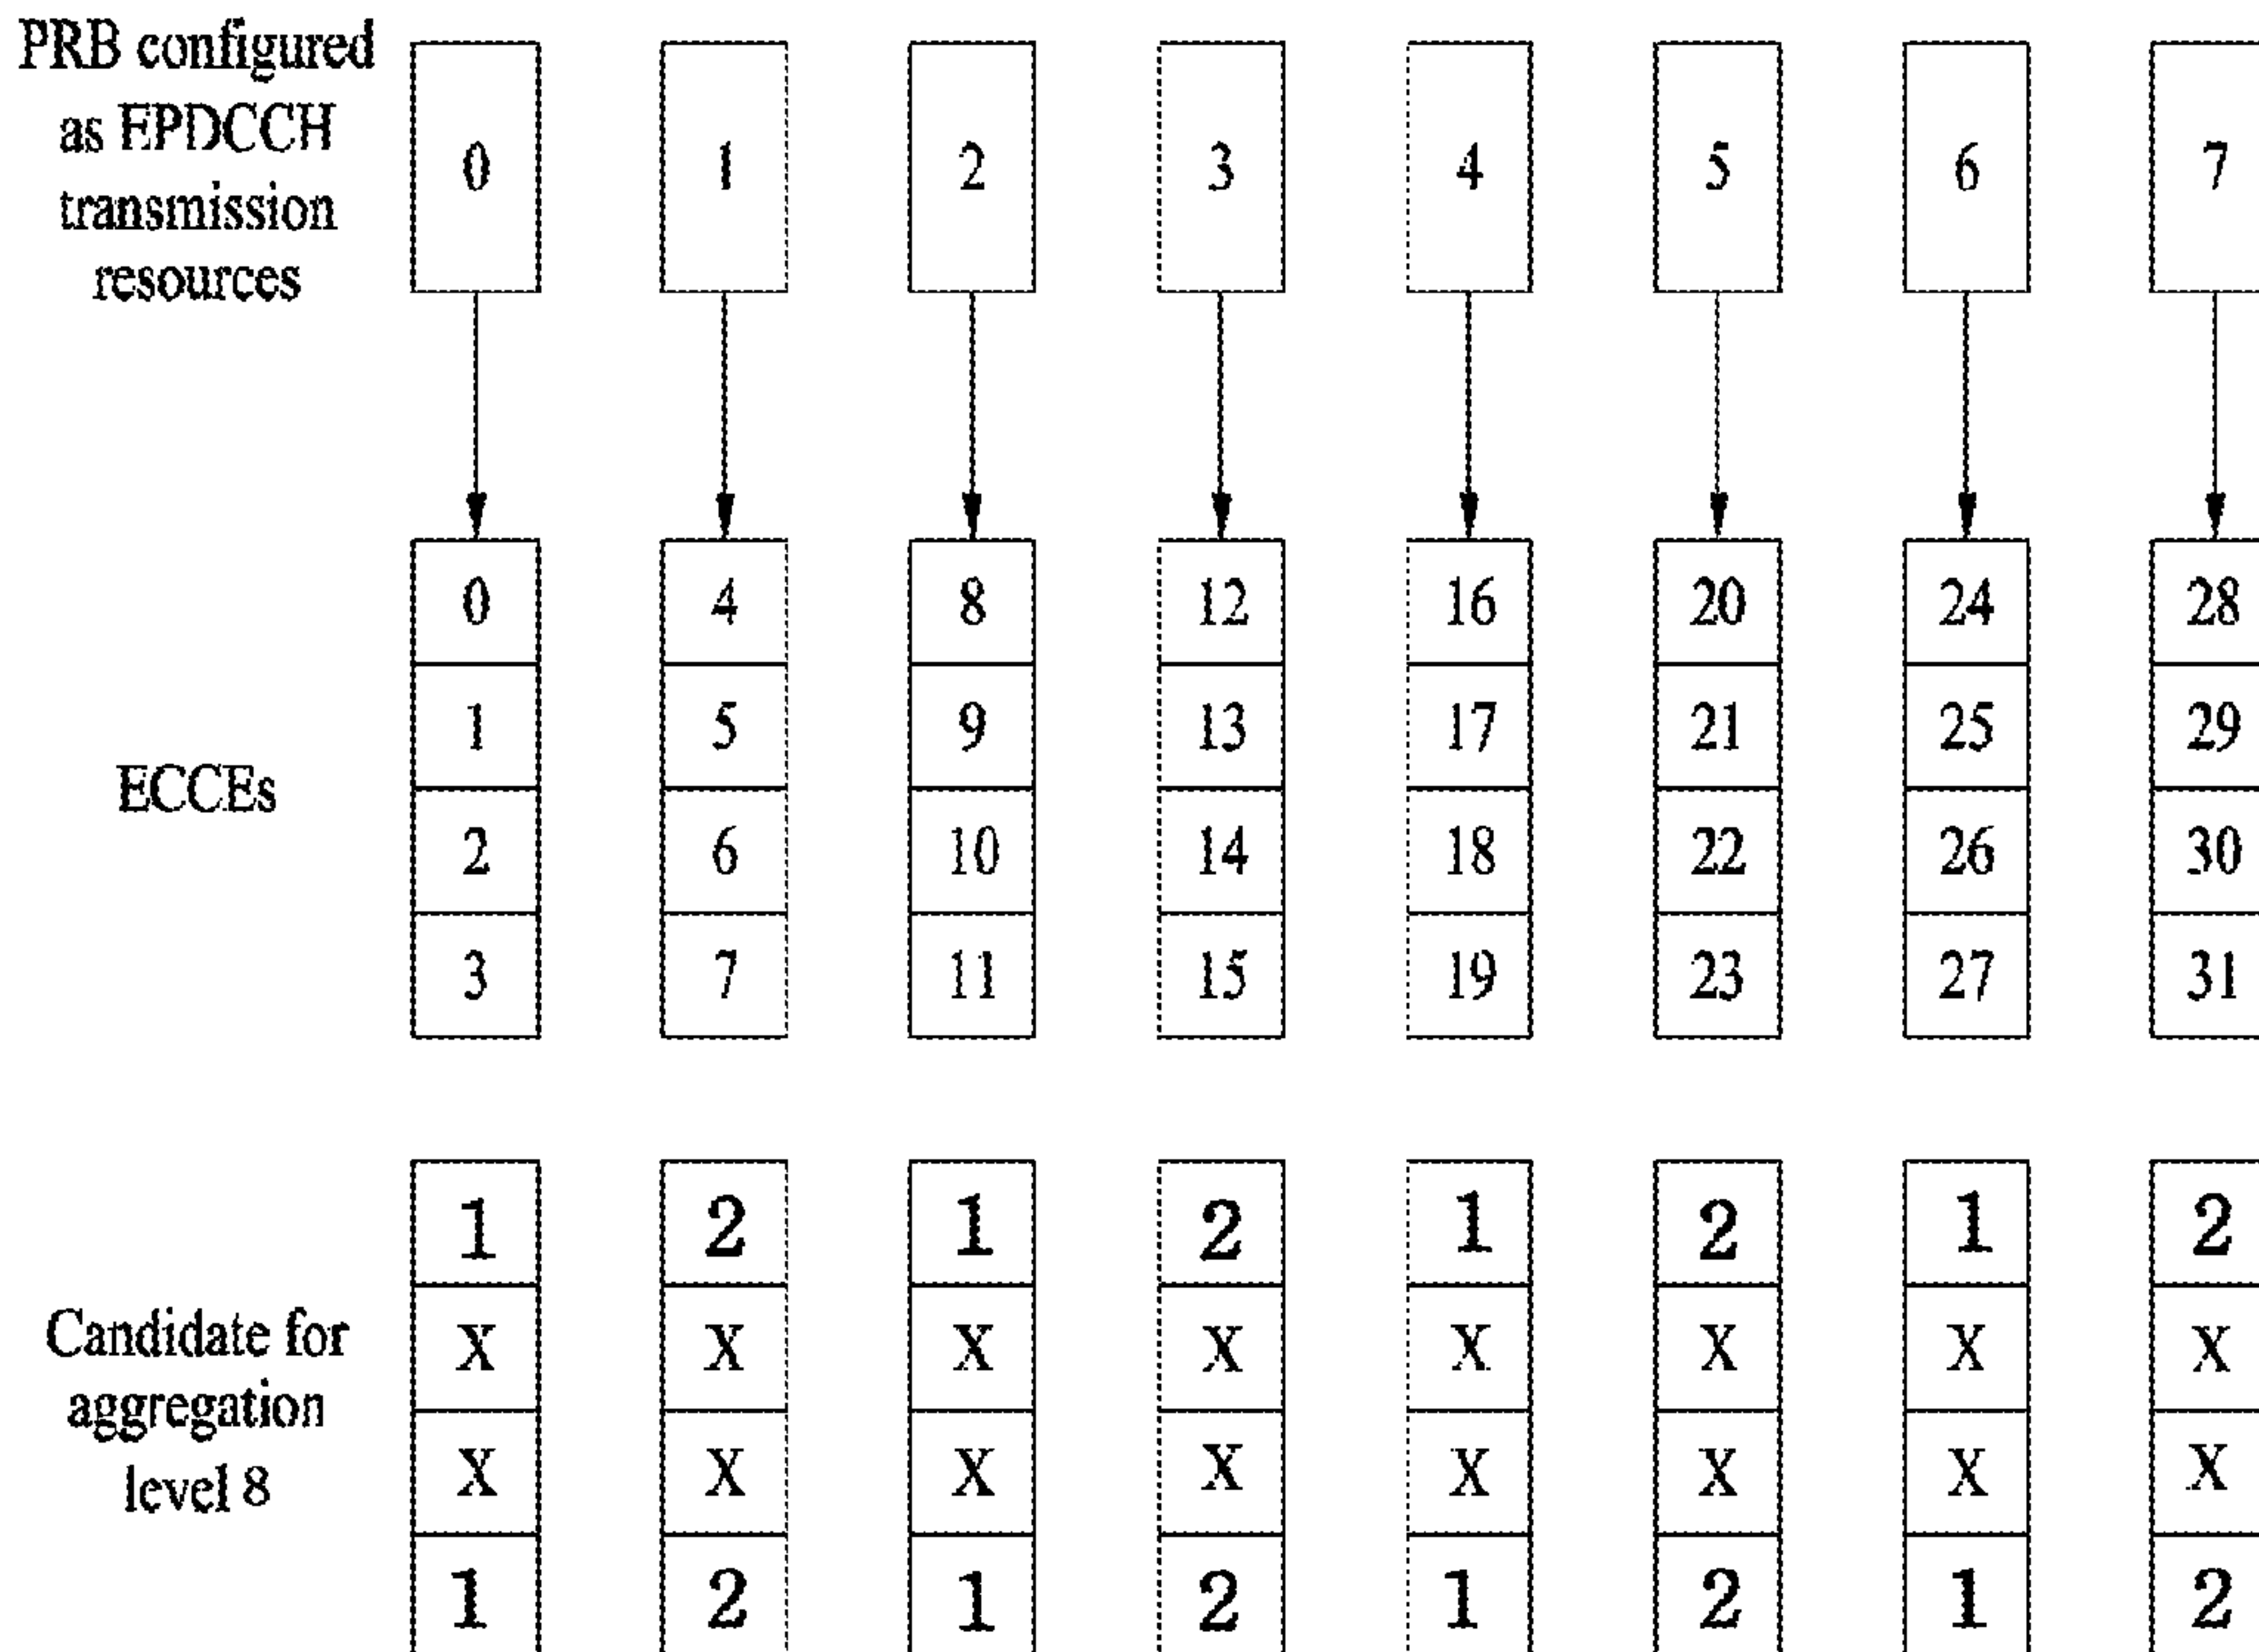 PRB configured
as EPDCCH
transmission
resources
0 1 2 3 4 5 6 7
ECCEs
0 4 8 12 16 20 24 28
1 5 9 13 17 21 25 29
2 6 10 14 18 22 26 30
3 7 11 15 19 23 27 31
Candidate for
aggregation
level 8
1 2 1 2 1 2 1 2
X X X X X X X X
X X X X X X X X
1 2 1 2 1 2 1 2